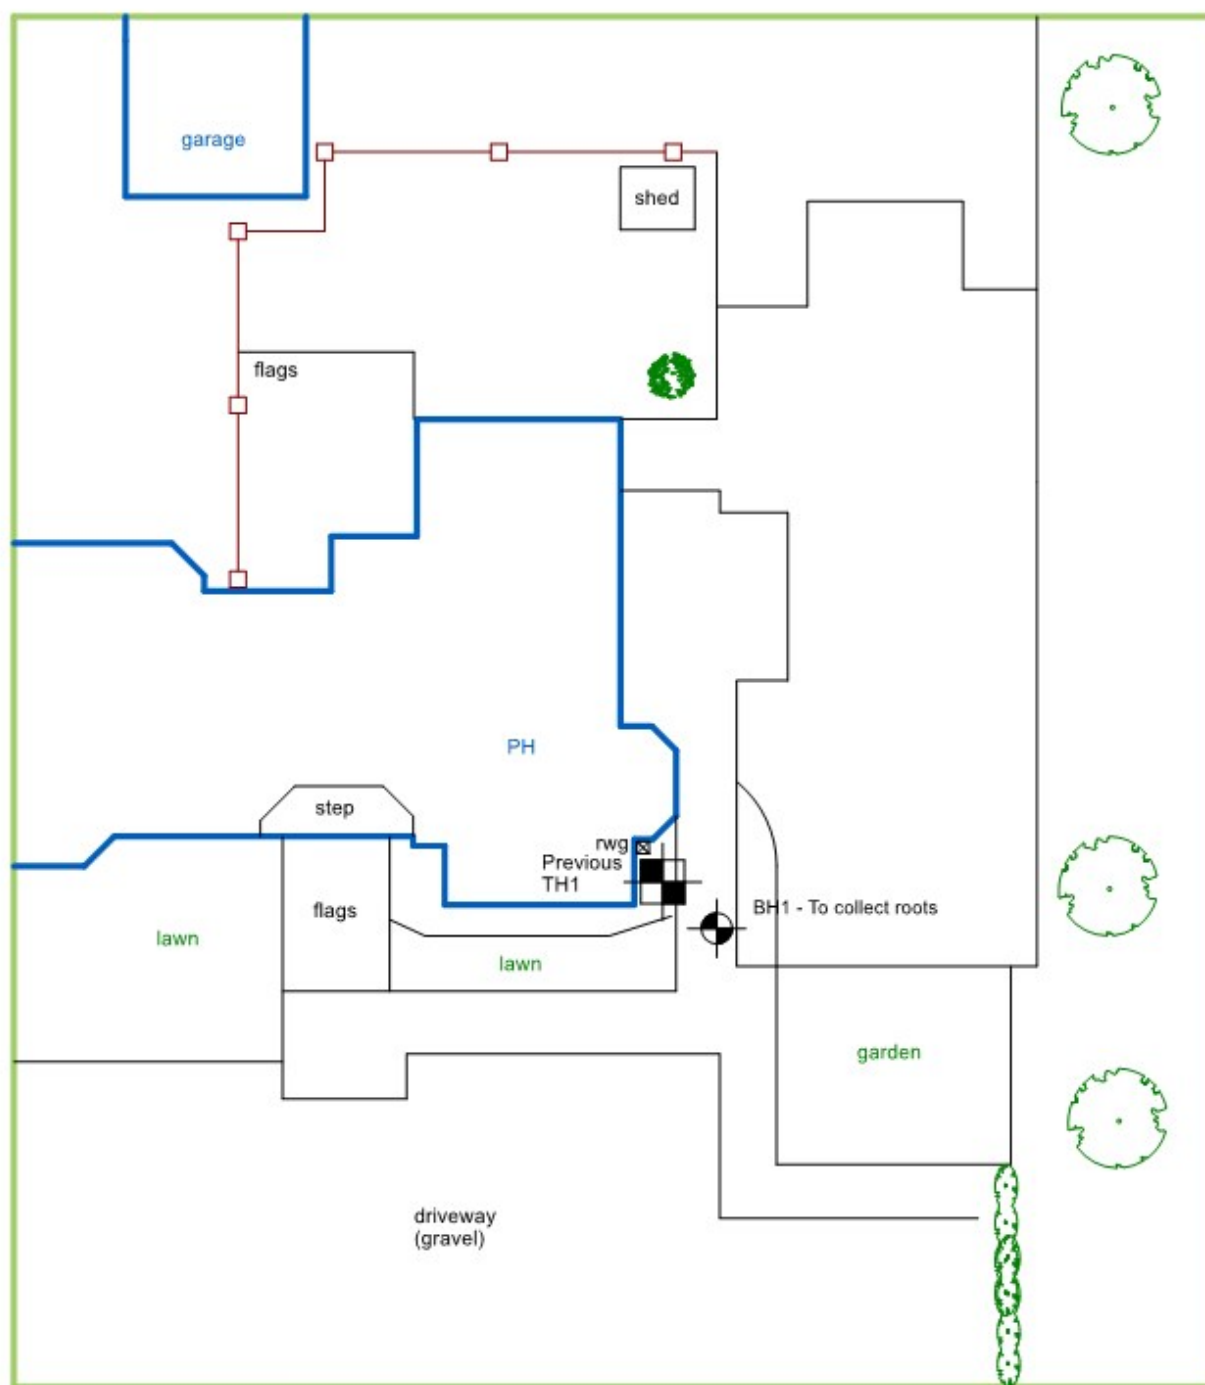 garage
shed
flags
PH
step
rwg
Previous
TH1
BH1 - To collect roots
flags
lawn
lawn
garden
driveway
(gravel)